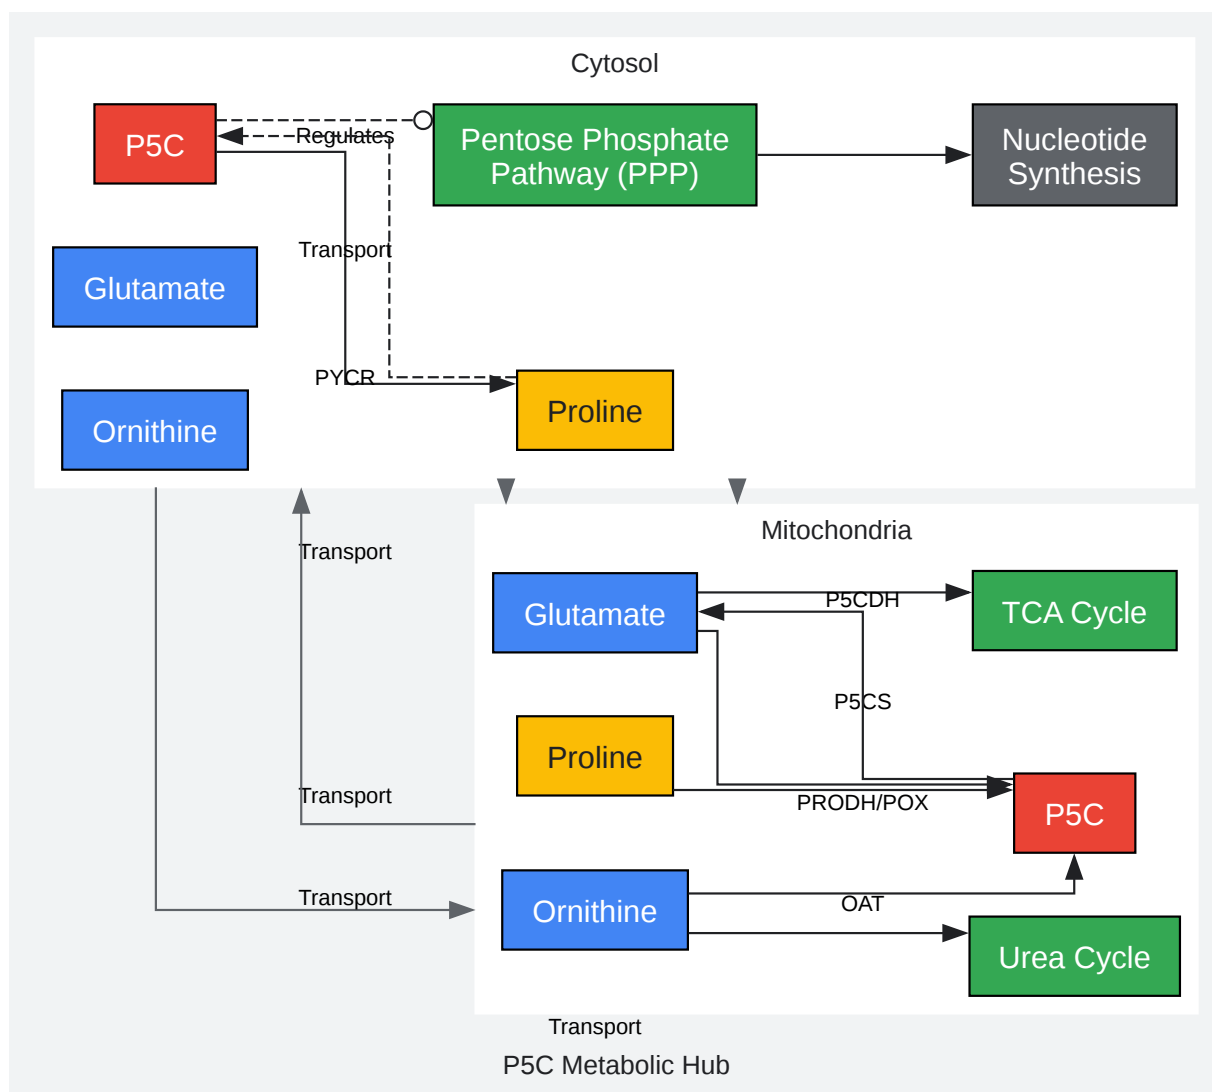 Cytosol
P5C
Regulates
Pentose Phosphate
Pathway (PPP)
Nucleotide
Synthesis
Transport
Glutamate
PYCR
Proline
Ornithine
Mitochondria
Transport
Glutamate
P5CDH
TCA Cycle
P5CS
Proline
Transport
PRODH/POX
P5C
Transport
Ornithine
OAT
Urea Cycle
Transport
P5C Metabolic Hub